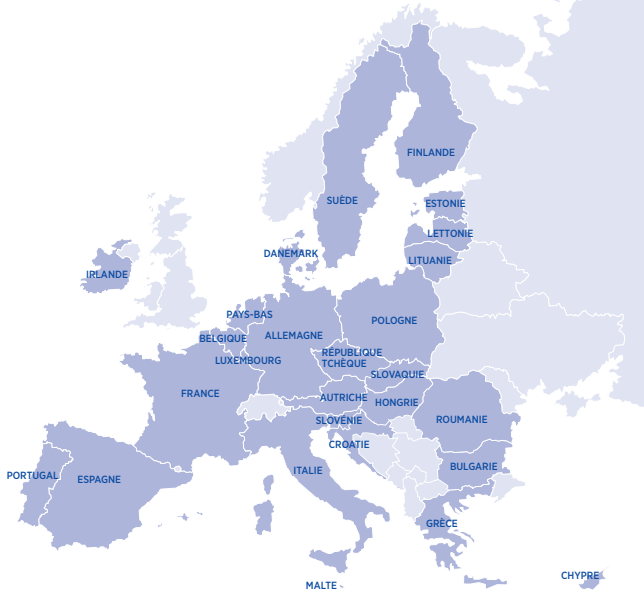 FINLANDE
SUÈDE
ESTONIE
LETTONIE
DANEMARK
LITUANIE
IRLANDE
PAYS-BAS
POLOGNE
BELGIQUE
ALLEMAGNE
RÉPUBLIQUE
TCHÈQUE
LUXEMBOURG
SLOVAQUIE
FRANCE
AUTRICHE
HONGRIE
SLOVÉNIE
ROUMANIE
CROATIE
BULGARIE
ITALIE
PORTUGAL
ESPAGNE
GRÈCE
CHYPRE
MALTE